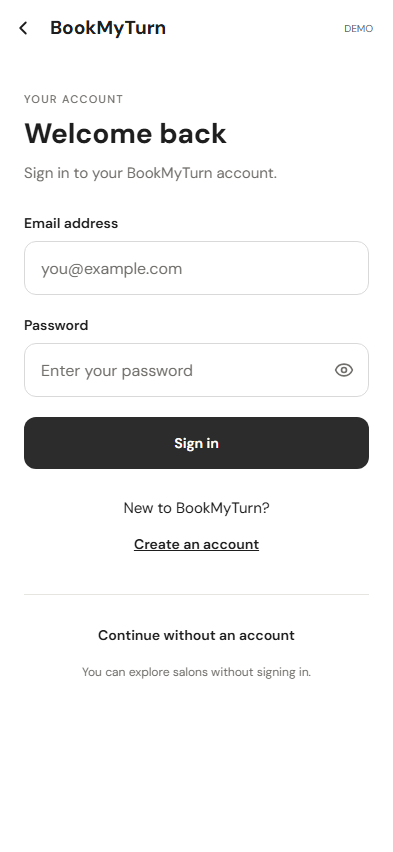 BookMyTurn
DEMO
YOUR ACCOUNT
Welcome back
Sign in to your BookMyTurn account.
Email address
you@example.com
Password
Enter your password
Sign in
New to BookMyTurn?
Create an account
Continue without an account
You can explore salons without signing in.